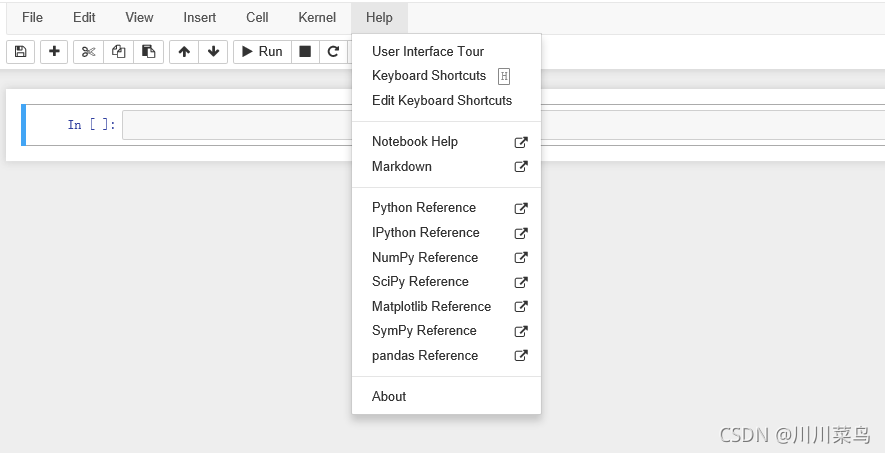 File Edit View Insert Cell Kernel Help
Run
User Interface Tour
Keyboard Shortcuts H
Edit Keyboard Shortcuts
In [ ]:
Notebook Help
Markdown
Python Reference
IPython Reference
NumPy Reference
SciPy Reference
Matplotlib Reference
SymPy Reference
pandas Reference
About
CSDN @川川菜鸟